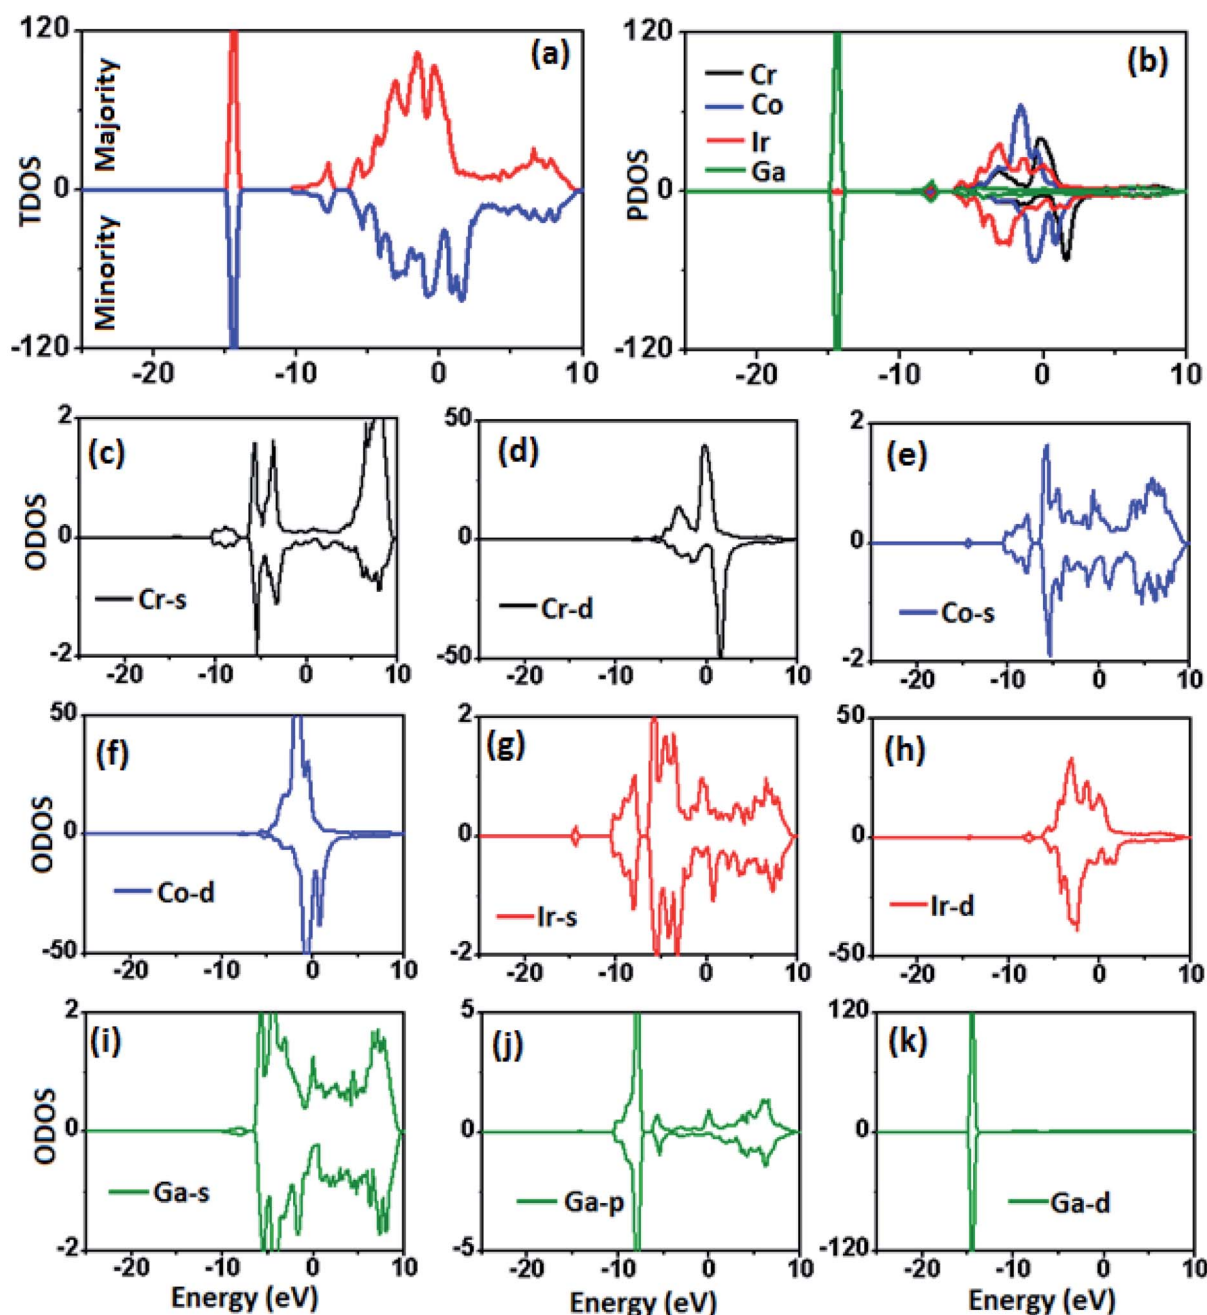 120
(a)
Majority
TDOS
0
Minority
-120
-20
-10
0
10
120
(b)
Cr
Co
Ir
Ga
PDOS
0
-120
-20
-10
0
10
2
(c)
ODOS
0
Cr-s
-2
-20
-10
0
10
50
(d)
0
Cr-d
-50
-20
-10
0
10
2
(e)
0
Co-s
-2
-20
-10
0
10
50
(f)
ODOS
0
Co-d
-50
-20
-10
0
10
2
(g)
0
Ir-s
-2
-20
-10
0
10
50
(h)
0
Ir-d
-50
-20
-10
0
10
2
(i)
ODOS
0
Ga-s
-2
-20
-10
0
10
Energy (eV)
5
(j)
0
Ga-p
-5
-20
-10
0
10
Energy (eV)
120
(k)
0
Ga-d
-120
-20
-10
0
10
Energy (eV)